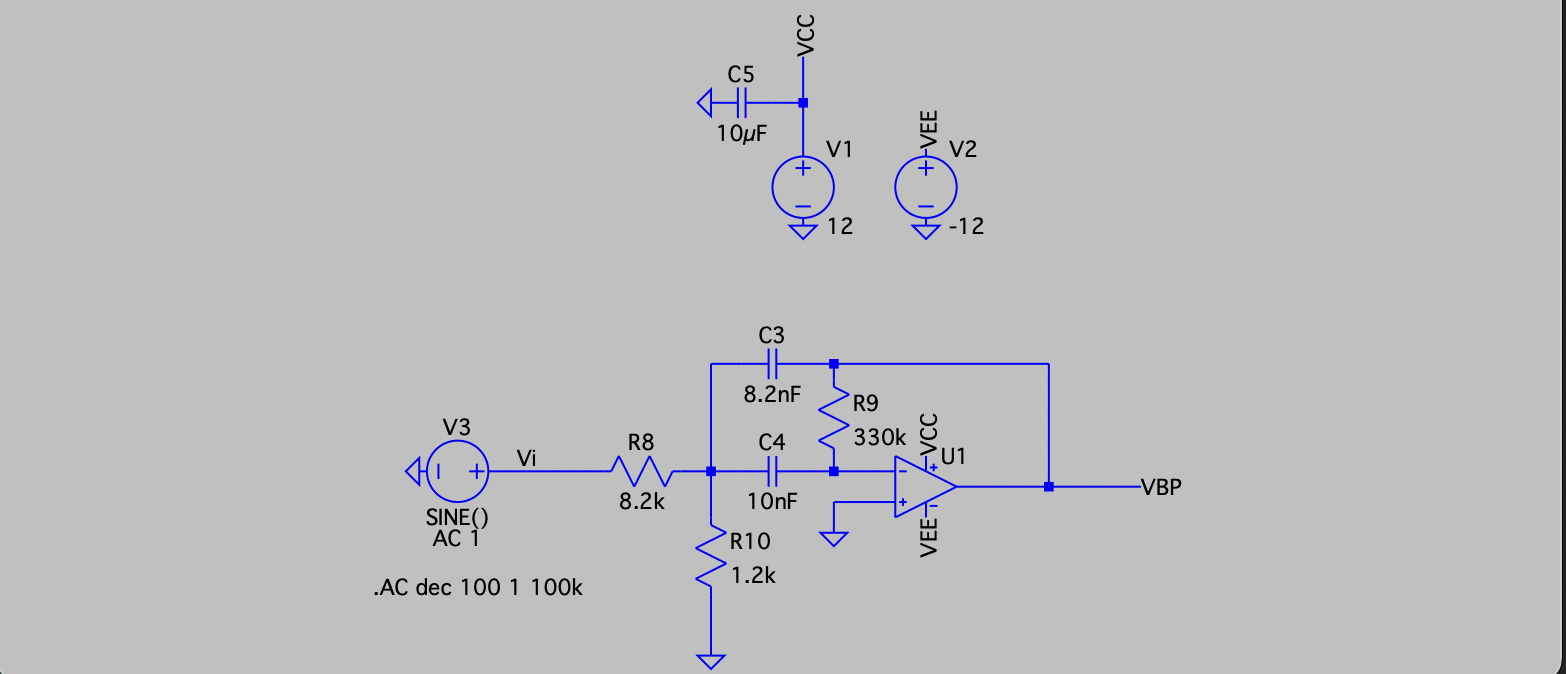 VCC
C5
10µF
V1
12
VEE
V2
-12
C3
8.2nF
R9
330k
V3
Vi
R8
8.2k
C4
10nF
VCC
U1
VBP
VEE
SINE()
AC 1
R10
1.2k
.AC dec 100 1 100k